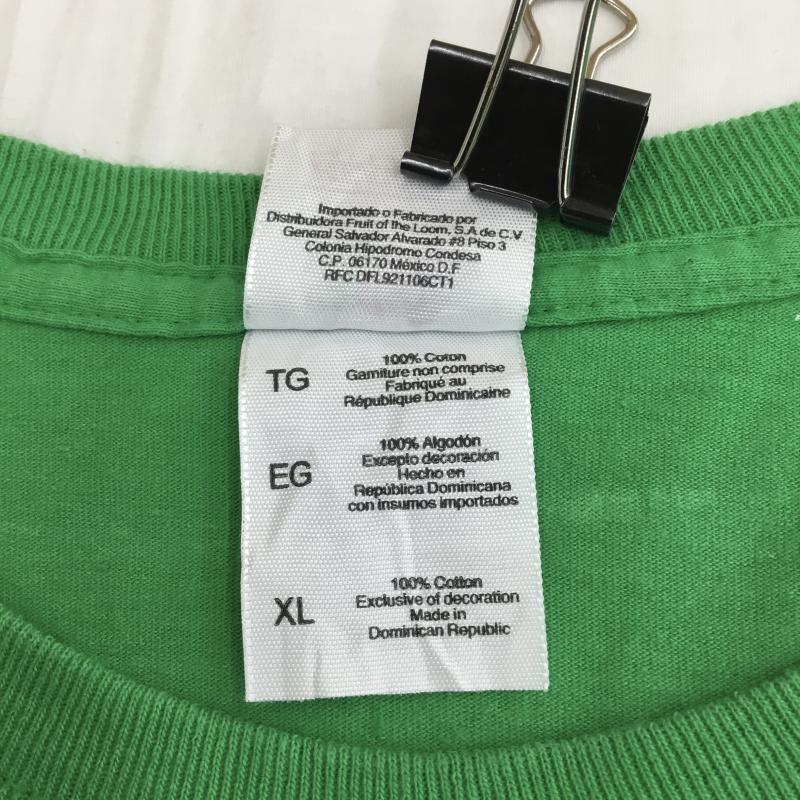 Importado o Fabricado por
Distribuidora Fruit of the Loom, S.A de C.V
General Salvador Alvarado #8 Piso 3
Colonia Hipodromo Condesa
C.P. 06170 México D.F
RFC DFL921106CT1
TG
100% Coton
Garniture non comprise
Fabriqué au
République Dominicaine
EG
100% Algodón
Excepto decoración
Hecho en
República Dominicana
con insumos importados
XL
100% Cotton
Exclusive of decoration
Made in
Dominican Republic